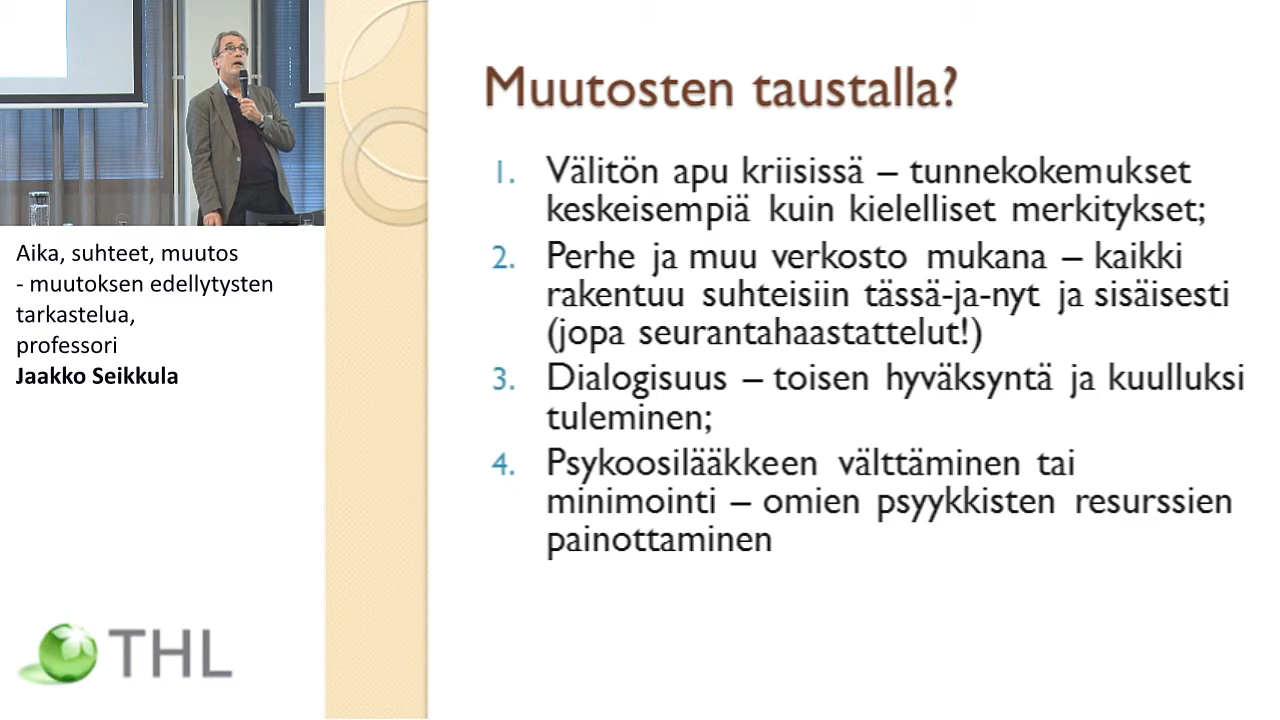 Aika, suhteet, muutos
- muutoksen edellytysten
tarkastelua,
professori
Jaakko Seikkula
THL
Muutosten taustalla?
1. Välitön apu kriisissä – tunnekokemukset
keskeisempiä kuin kielelliset merkitykset;
2. Perhe ja muu verkosto mukana – kaikki
rakentuu suhteisiin tässä-ja-nyt ja sisäisesti
(jopa seurantahaastattelut!)
3. Dialogisuus – toisen hyväksyntä ja kuulluksi
tuleminen;
4. Psykoosilääkkeen välttäminen tai
minimointi – omien psyykkisten resurssien
painottaminen